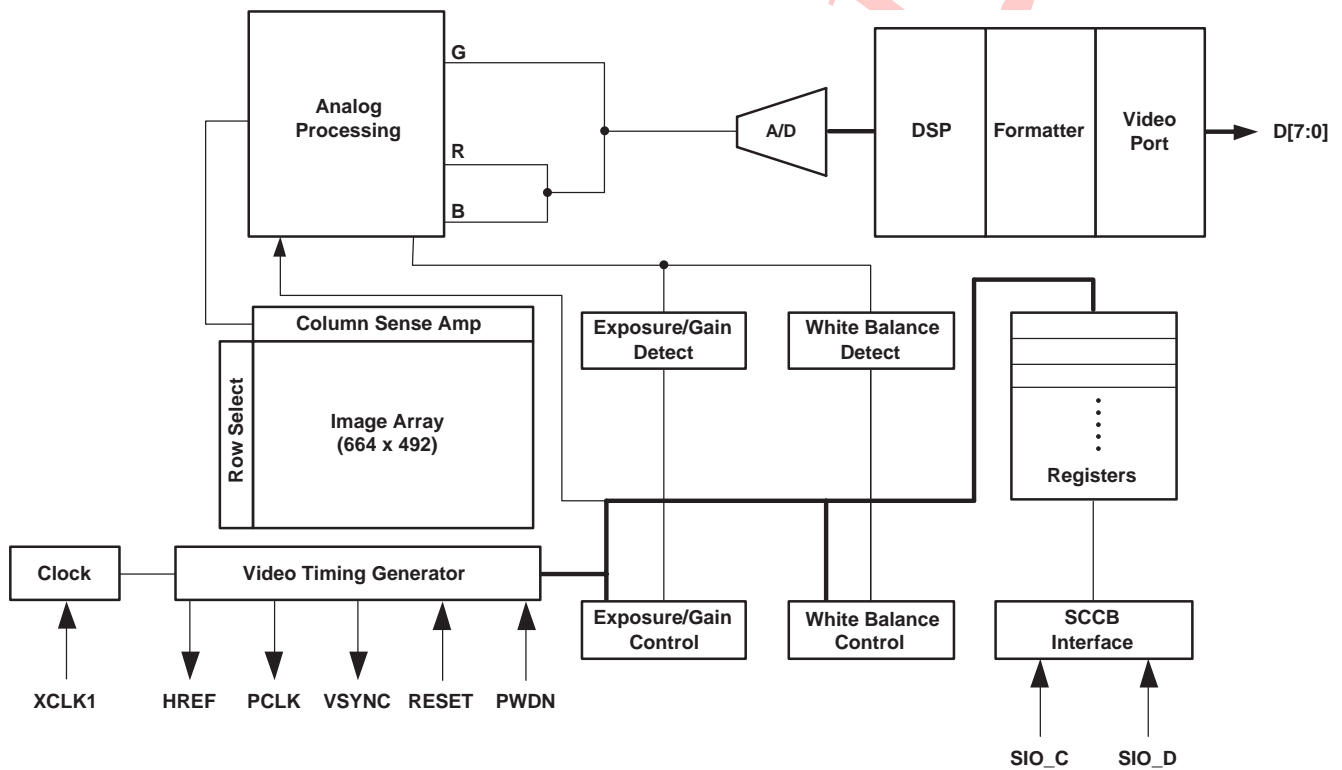 Analog
Processing
G
R
B
A/D
DSP
Formatter
Video
Port
D[7:0]
Column Sense Amp
Row Select
Image Array
(664 x 492)
Exposure/Gain
Detect
White Balance
Detect
Registers
Clock
Video Timing Generator
Exposure/Gain
Control
White Balance
Control
SCCB
Interface
XCLK1
HREF
PCLK
VSYNC
RESET
PWDN
SIO_C
SIO_D